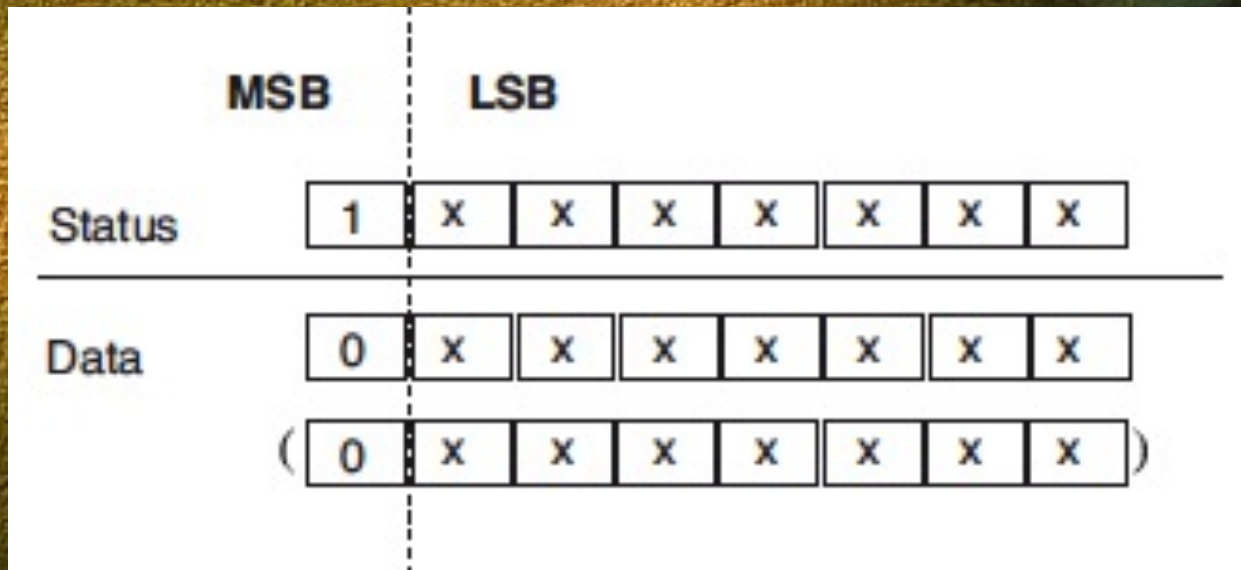 MSB LSB
Status 1 x x x x x x x
Data 0 x x x x x x x
( 0 x x x x x x x )